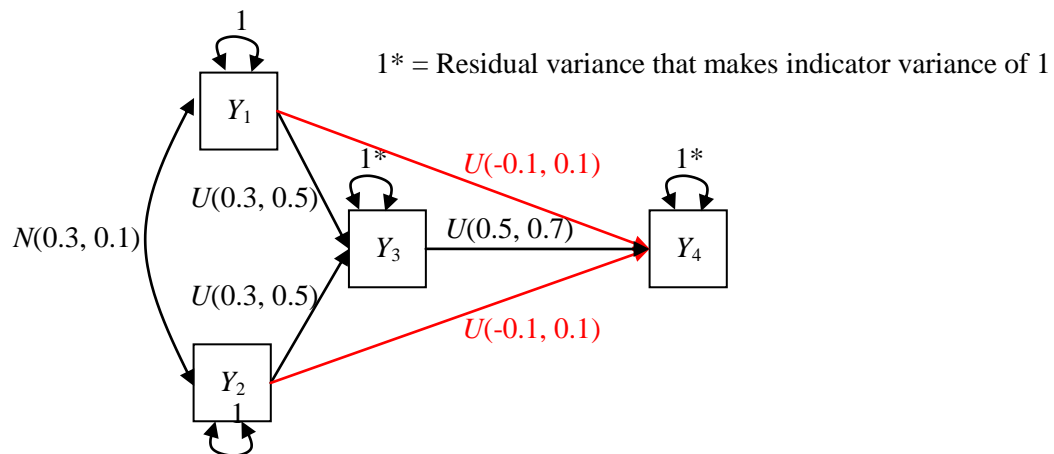 1
1* = Residual variance that makes indicator variance of 1
Y1
U(-0.1, 0.1)
1*
1*
U(0.3, 0.5)
N(0.3, 0.1)
U(0.5, 0.7)
Y3
Y4
U(0.3, 0.5)
U(-0.1, 0.1)
Y2
1